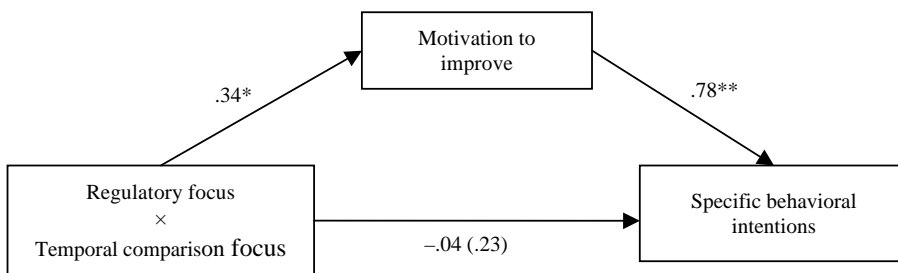 Motivation to
improve
.34*
.78**
Regulatory focus
×
Temporal comparison focus
Specific behavioral
intentions
–.04 (.23)